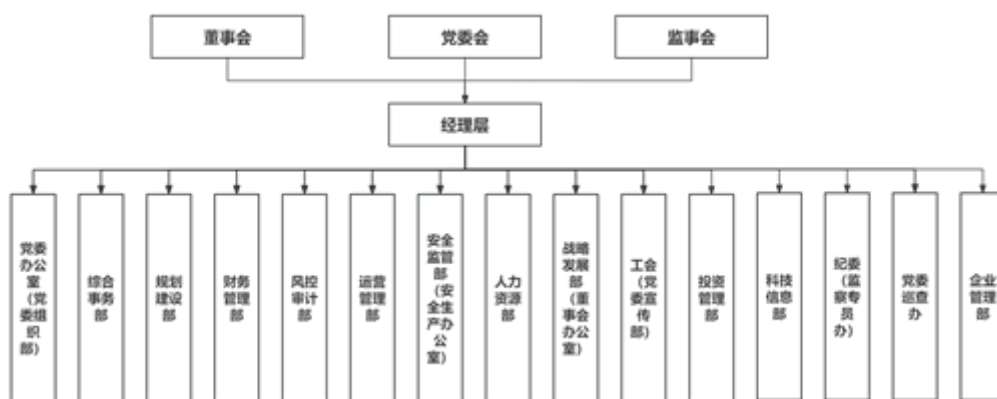 董事会
党委会
监事会
经理层
党委
办公
室
（党
委组
织
部）
综合
事务
部
规划
建设
部
财务
管理
部
风控
审计
部
运营
管理
部
安全
监管
部
（安
全生
产办
公
室）
人力
资源
部
战略
发展
部
（董
事会
办公
室）
工会
（党
委宣
传
部）
投资
管理
部
科技
信息
部
纪委
（监
察专
员
办）
党委
巡查
办
企业
管理
部